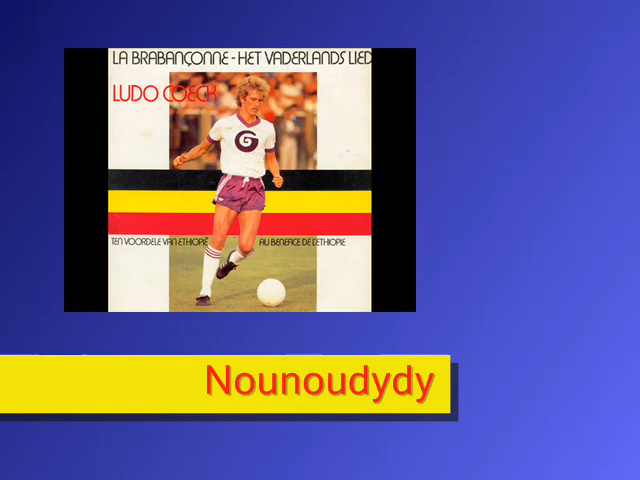 LA BRABANÇONNE - HET VADERLANDS LIED
LUDO COECK
G
TEN VOORDELE VAN ETHIOPIË
AU BENEFICE DE L'ETHIOPIE
Nounoudydy